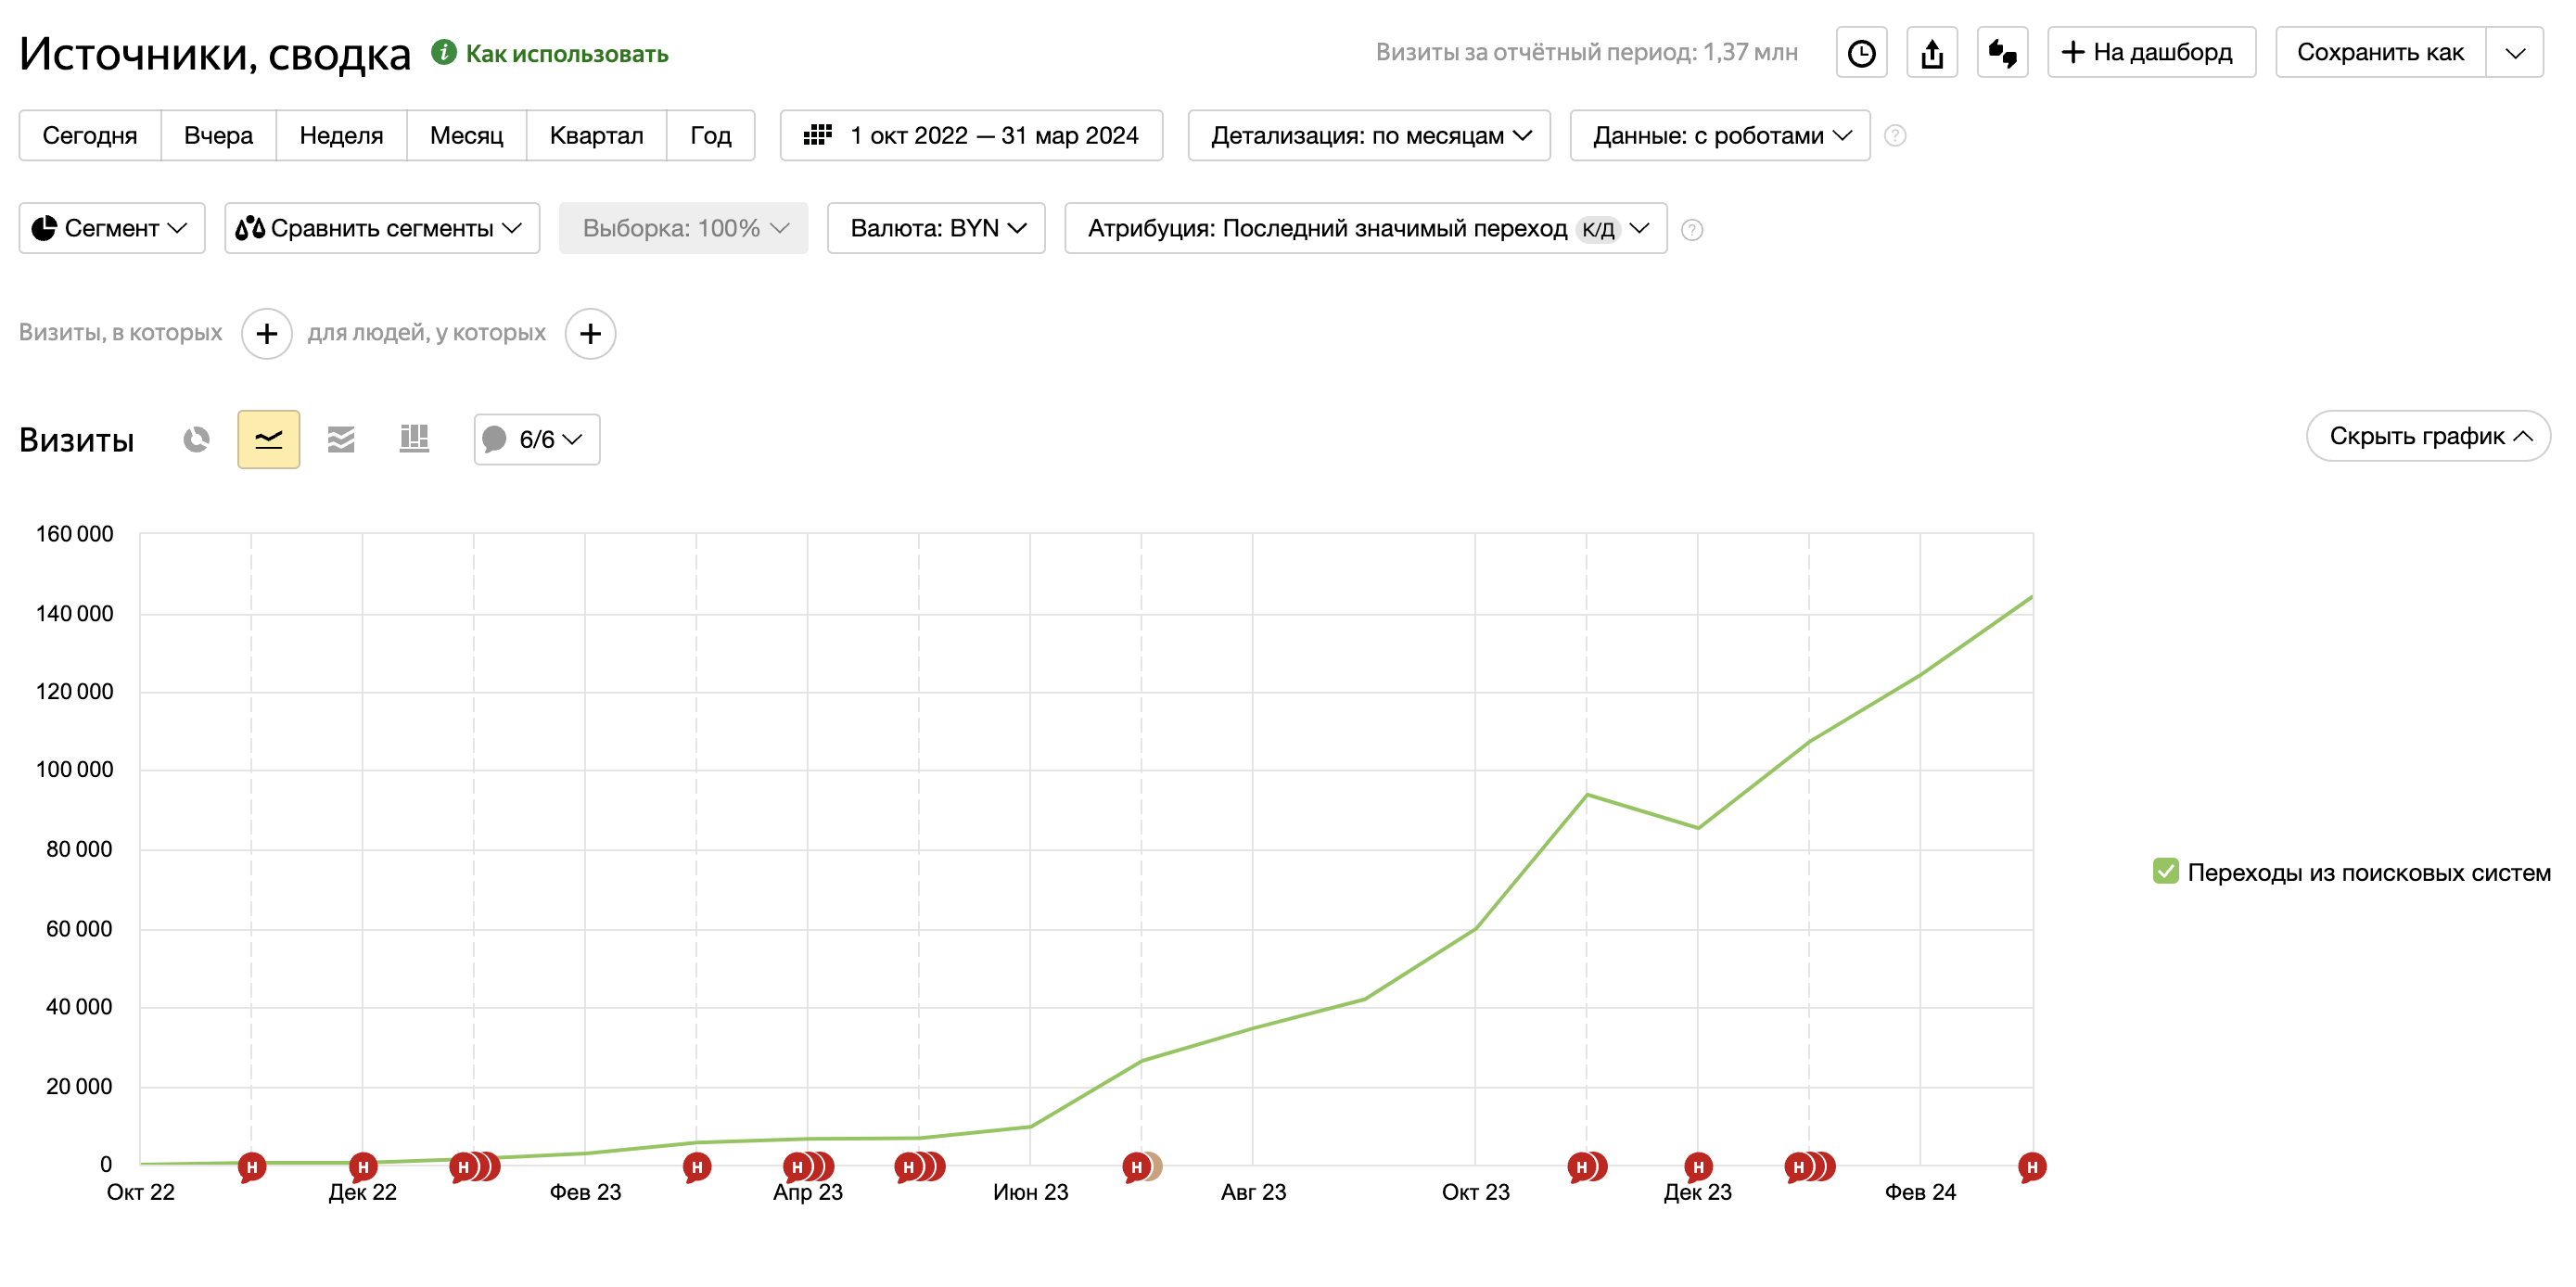 Источники, сводка
i Как использовать
Визиты за отчётный период: 1,37 млн
На дашборд
Сохранить как
Сегодня
Вчера
Неделя
Месяц
Квартал
Год
1 окт 2022 — 31 мар 2024
Детализация: по месяцам
Данные: с роботами
?
Сегмент
Сравнить сегменты
Выборка: 100%
Валюта: BYN
Атрибуция: Последний значимый переход К/Д
?
Визиты, в которых + для людей, у которых +
Визиты
6/6
Скрыть график
160 000
140 000
120 000
100 000
80 000
60 000
40 000
20 000
0
Переходы из поисковых систем
Н Н Н Н Н Н Н Н Н Н Н
Окт 22 Дек 22 Фев 23 Апр 23 Июн 23 Авг 23 Окт 23 Дек 23 Фев 24